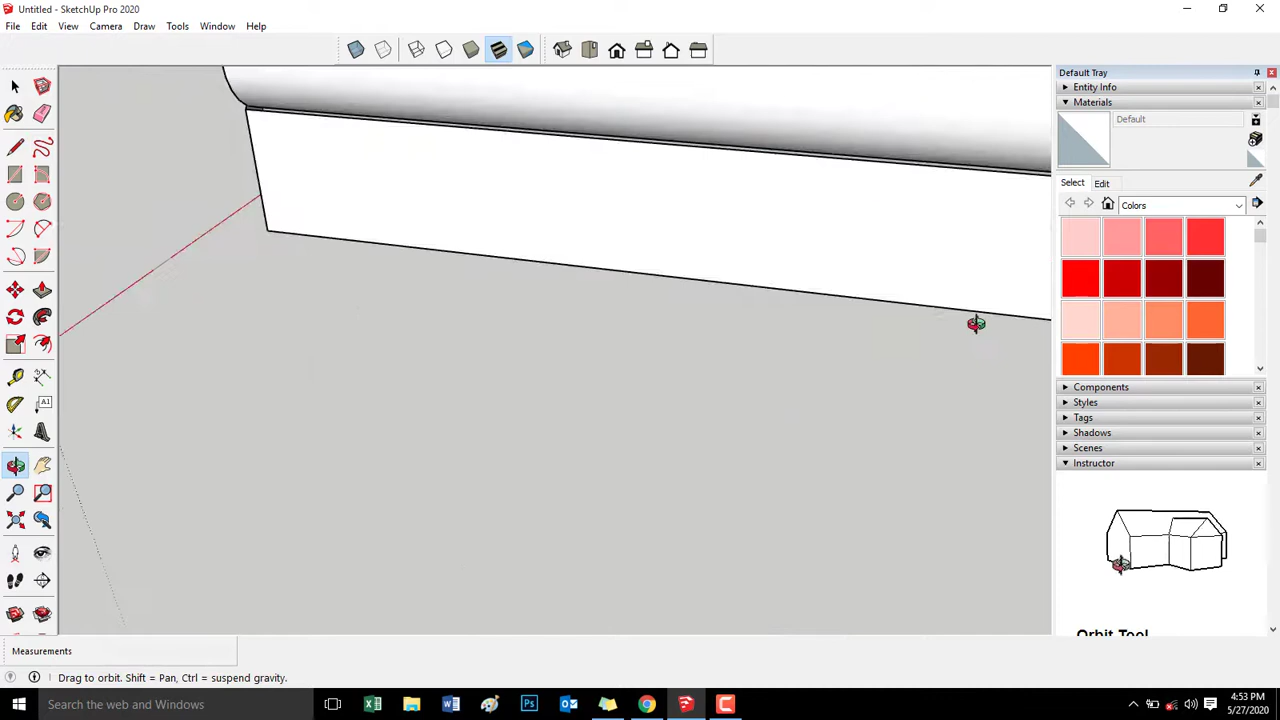 Untitled - SketchUp Pro 2020
File Edit View Camera Draw Tools Window Help
Default Tray
Entity Info
Materials
Default
Select Edit
Colors
A1
Components
Styles
Tags
Shadows
Scenes
Instructor
Orbit Tool
Measurements
Drag to orbit. Shift = Pan, Ctrl = suspend gravity.
Search the web and Windows
4:53 PM
5/27/2020